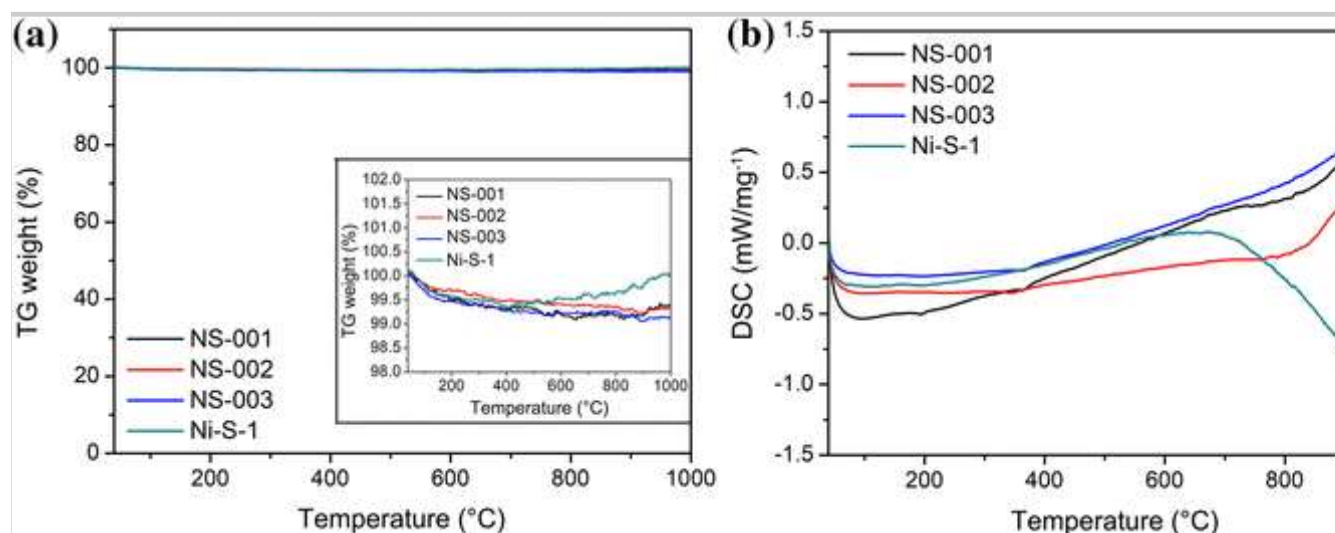 (a)
TG weight (%)
100
80
60
40
20
0
NS-001
NS-002
NS-003
Ni-S-1
200
400
600
800
1000
Temperature (°C)
TG weight (%)
102.0
101.5
101.0
100.5
100.0
99.5
99.0
98.5
98.0
NS-001
NS-002
NS-003
Ni-S-1
200
400
600
800
1000
Temperature (°C)
(b)
DSC (mW/mg⁻¹)
1.5
1.0
0.5
0.0
-0.5
-1.0
-1.5
NS-001
NS-002
NS-003
Ni-S-1
200
400
600
800
Temperature (°C)